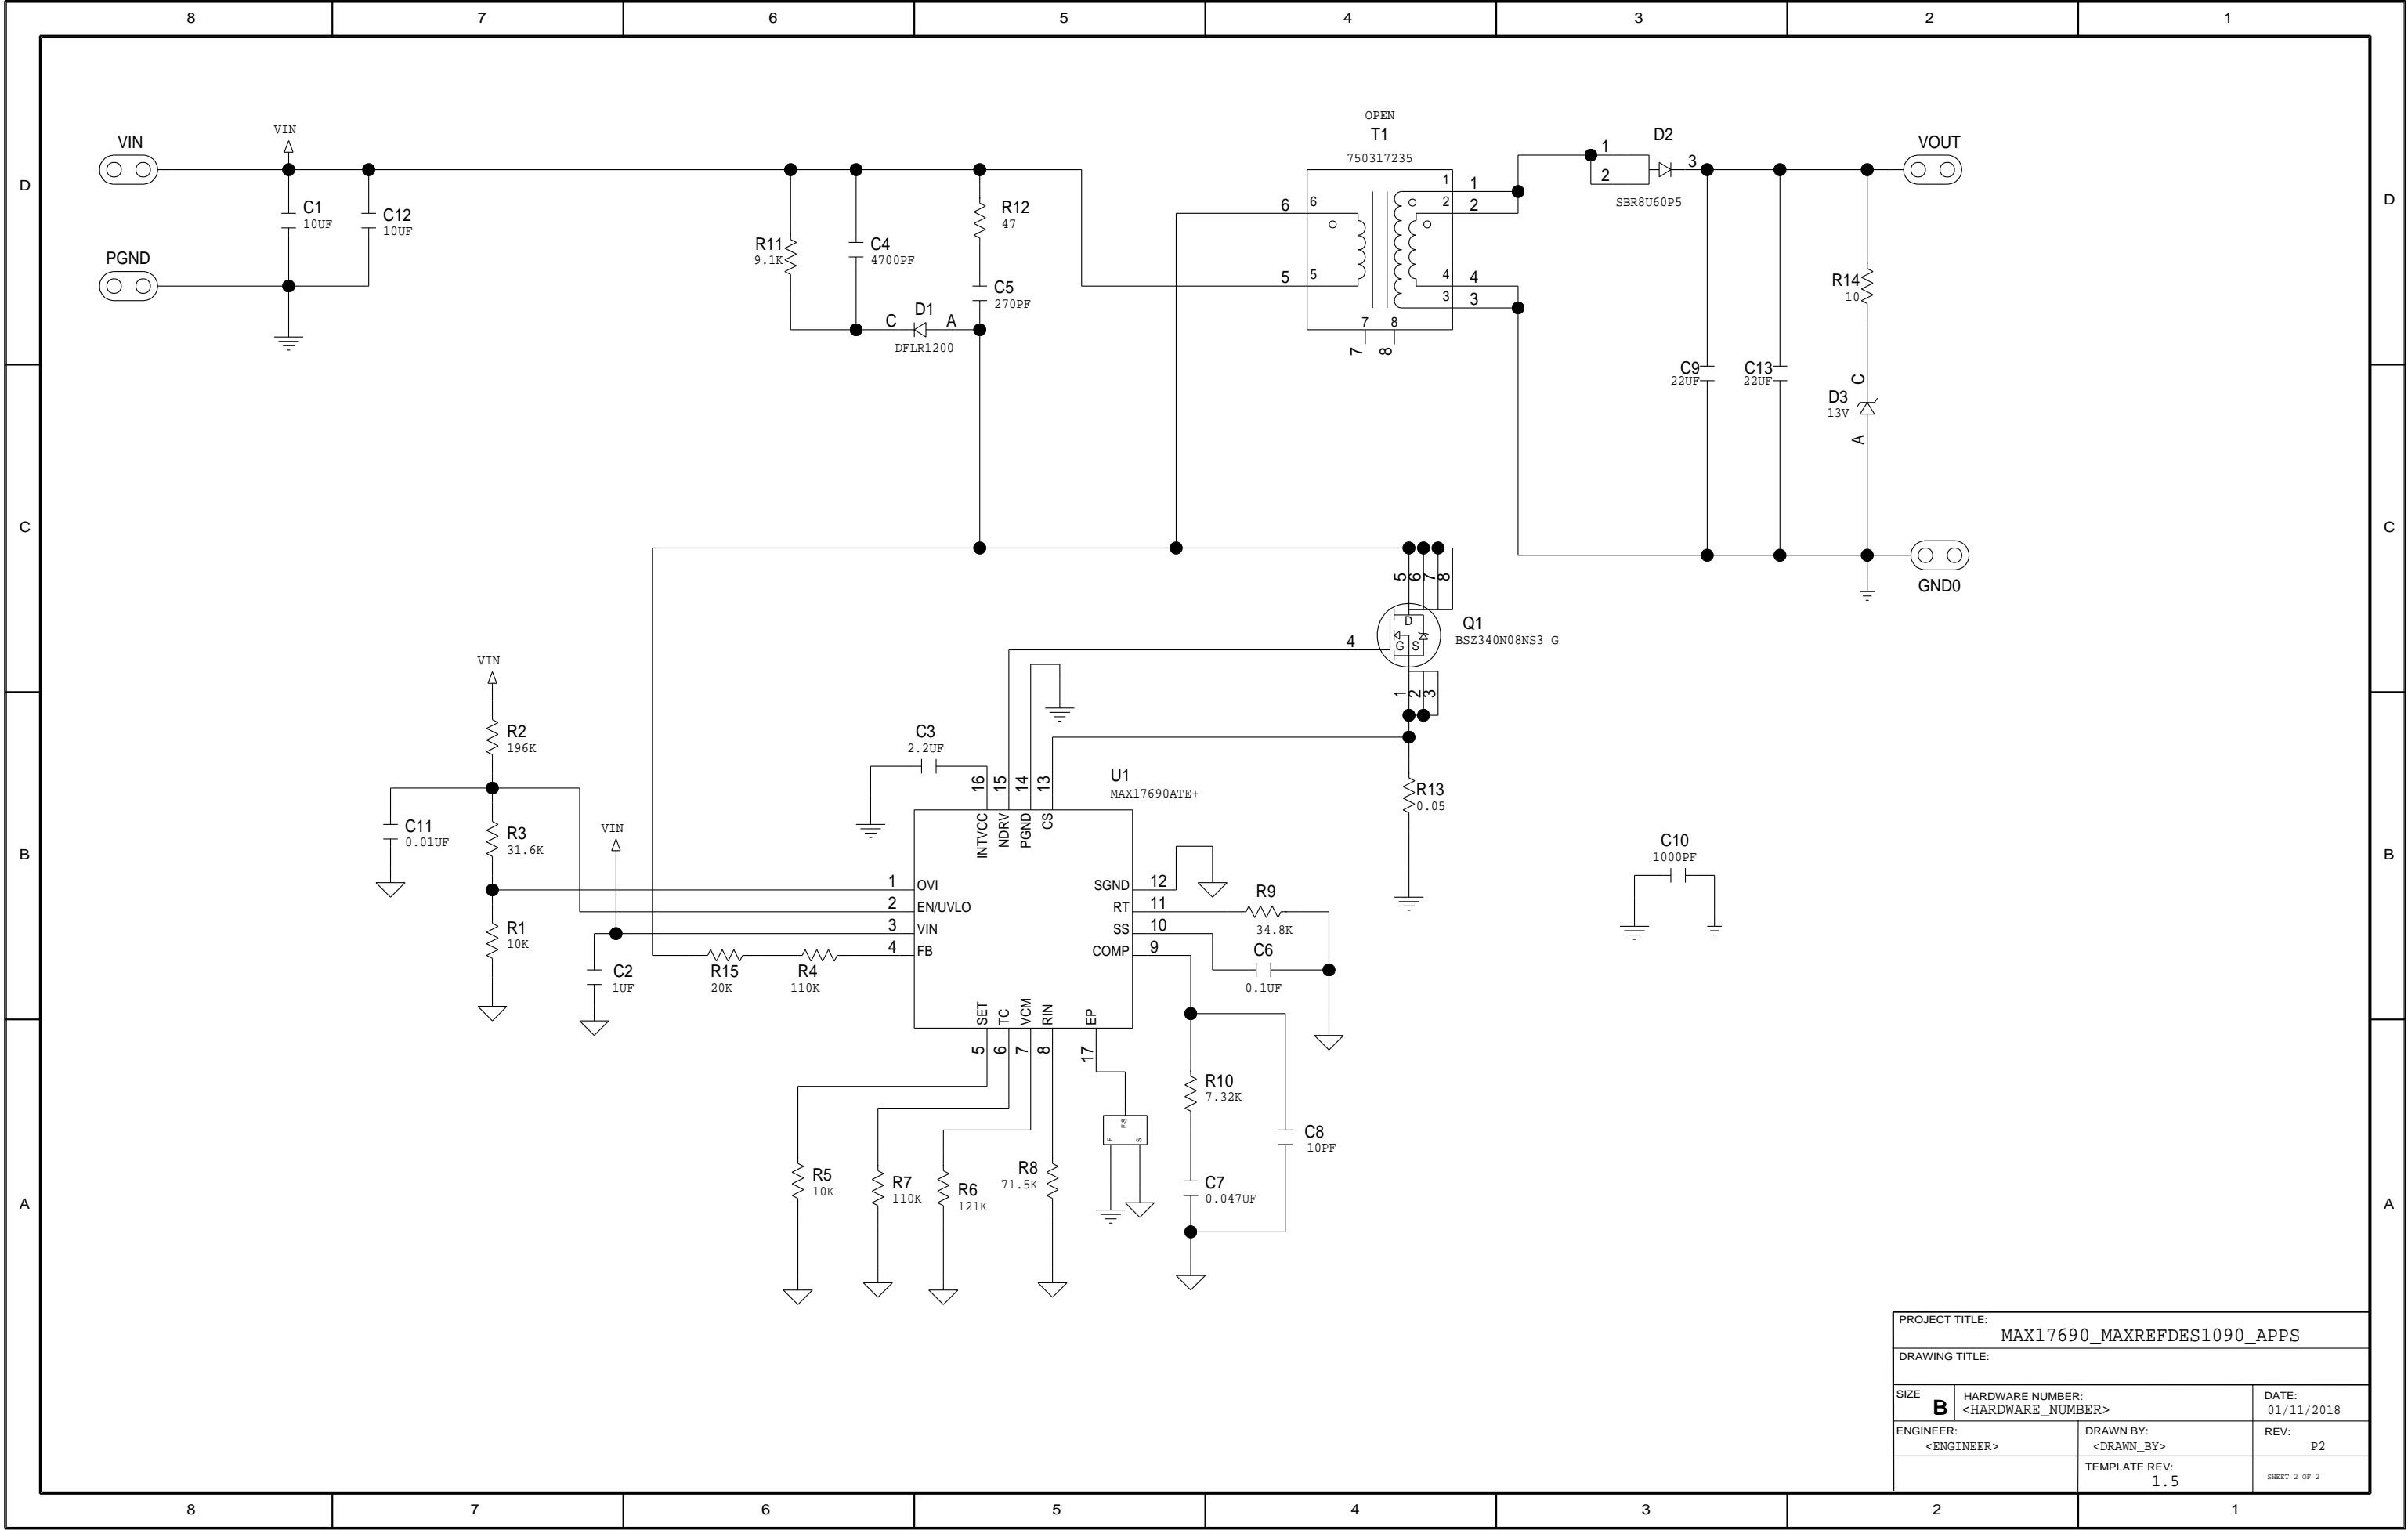 8 7 6 5 4 3 2 1
D
C
B
A
D
C
B
A
VIN
VIN
PGND
C1
10UF
C12
10UF
R11
9.1K
C4
4700PF
R12
47
C5
270PF
D1
C A
DFLR1200
OPEN
T1
750317235
6 6
5 5
1 1
2 2
4 4
3 3
7 8
7 8
D2
1
2
3
SBR8U60P5
VOUT
C9
22UF
C13
22UF
R14
10
C
D3
13V
A
GND0
5 6 7 8
D
G S
4
Q1
BSZ340N08NS3 G
1 2 3
R13
0.05
VIN
R2
196K
C11
0.01UF
R3
31.6K
R1
10K
VIN
C2
1UF
R15
20K
R4
110K
C3
2.2UF
U1
MAX17690ATE+
16 15 14 13
INTVCC NDRV PGND CS
1 OVI
2 EN/UVLO
3 VIN
4 FB
SGND 12
RT 11
SS 10
COMP 9
SET TC VCM RIN EP
5 6 7 8 17
R9
34.8K
C6
0.1UF
C10
1000PF
R5
10K
R7
110K
R6
121K
R8
71.5K
F-S
F S
R10
7.32K
C7
0.047UF
C8
10PF
PROJECT TITLE:
MAX17690_MAXREFDES1090_APPS
DRAWING TITLE:
SIZE B
HARDWARE NUMBER:
<HARDWARE_NUMBER>
DATE:
01/11/2018
ENGINEER:
<ENGINEER>
DRAWN BY:
<DRAWN_BY>
REV:
P2
TEMPLATE REV:
1.5
SHEET 2 OF 2
8 7 6 5 4 3 2 1